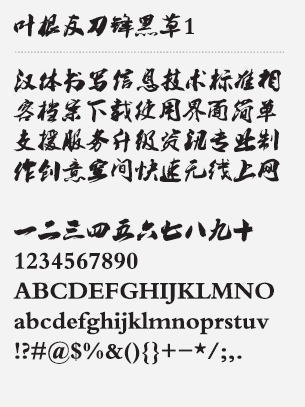 叶根友刀锋黑草1
汉体书写信息技术标准相
容档案下载使用界面简单
支援服务升级资讯专业制
作创意空间快速无线上网
一二三四五六七八九十
1234567890
ABCDEFGHIJKLMNO
abcdefghijklmnoprstuv
!?#@$%&(){}+−*/;,.